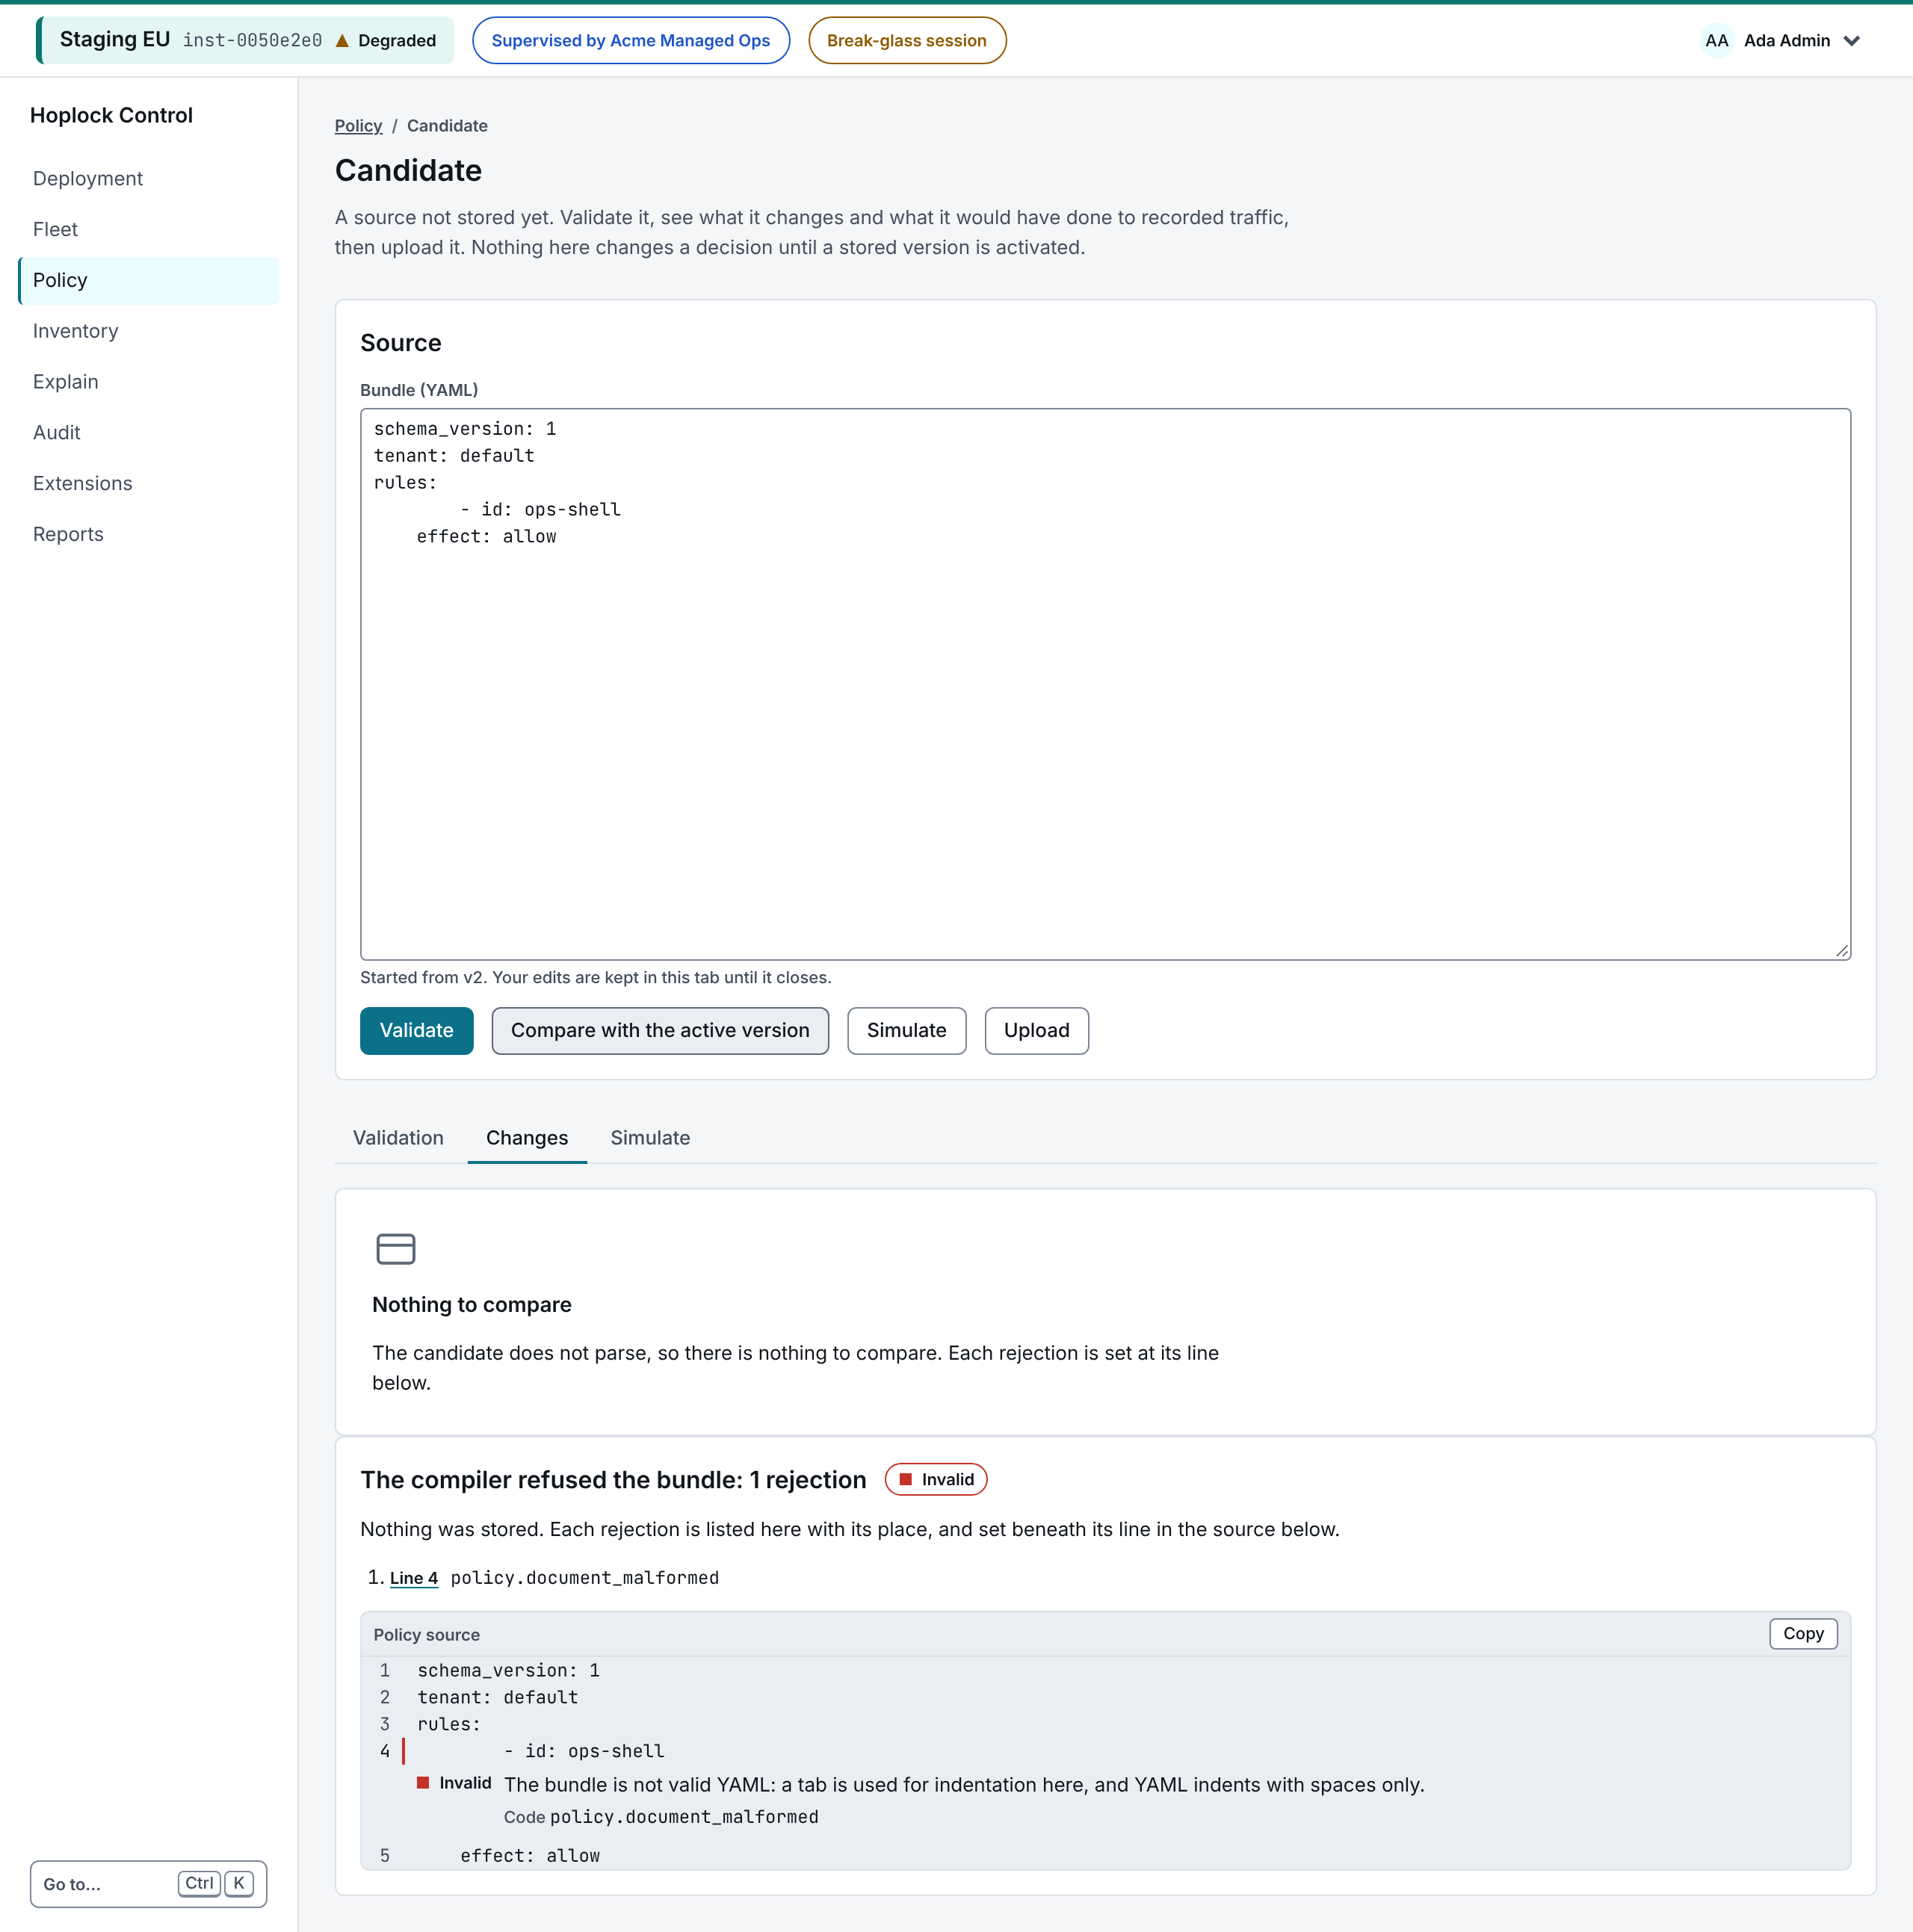 Staging EU inst-0050e2e0 Degraded
Supervised by Acme Managed Ops
Break-glass session
AA Ada Admin
Hoplock Control
Deployment
Fleet
Policy
Inventory
Explain
Audit
Extensions
Reports
Go to... Ctrl K
Policy / Candidate
Candidate
A source not stored yet. Validate it, see what it changes and what it would have done to recorded traffic,
then upload it. Nothing here changes a decision until a stored version is activated.
Source
Bundle (YAML)
schema_version: 1
tenant: default
rules:
- id: ops-shell
effect: allow
Started from v2. Your edits are kept in this tab until it closes.
Validate
Compare with the active version
Simulate
Upload
Validation
Changes
Simulate
Nothing to compare
The candidate does not parse, so there is nothing to compare. Each rejection is set at its line
below.
The compiler refused the bundle: 1 rejection Invalid
Nothing was stored. Each rejection is listed here with its place, and set beneath its line in the source below.
1. Line 4 policy.document_malformed
Policy source Copy
1 schema_version: 1
2 tenant: default
3 rules:
4 - id: ops-shell
Invalid The bundle is not valid YAML: a tab is used for indentation here, and YAML indents with spaces only.
Code policy.document_malformed
5 effect: allow